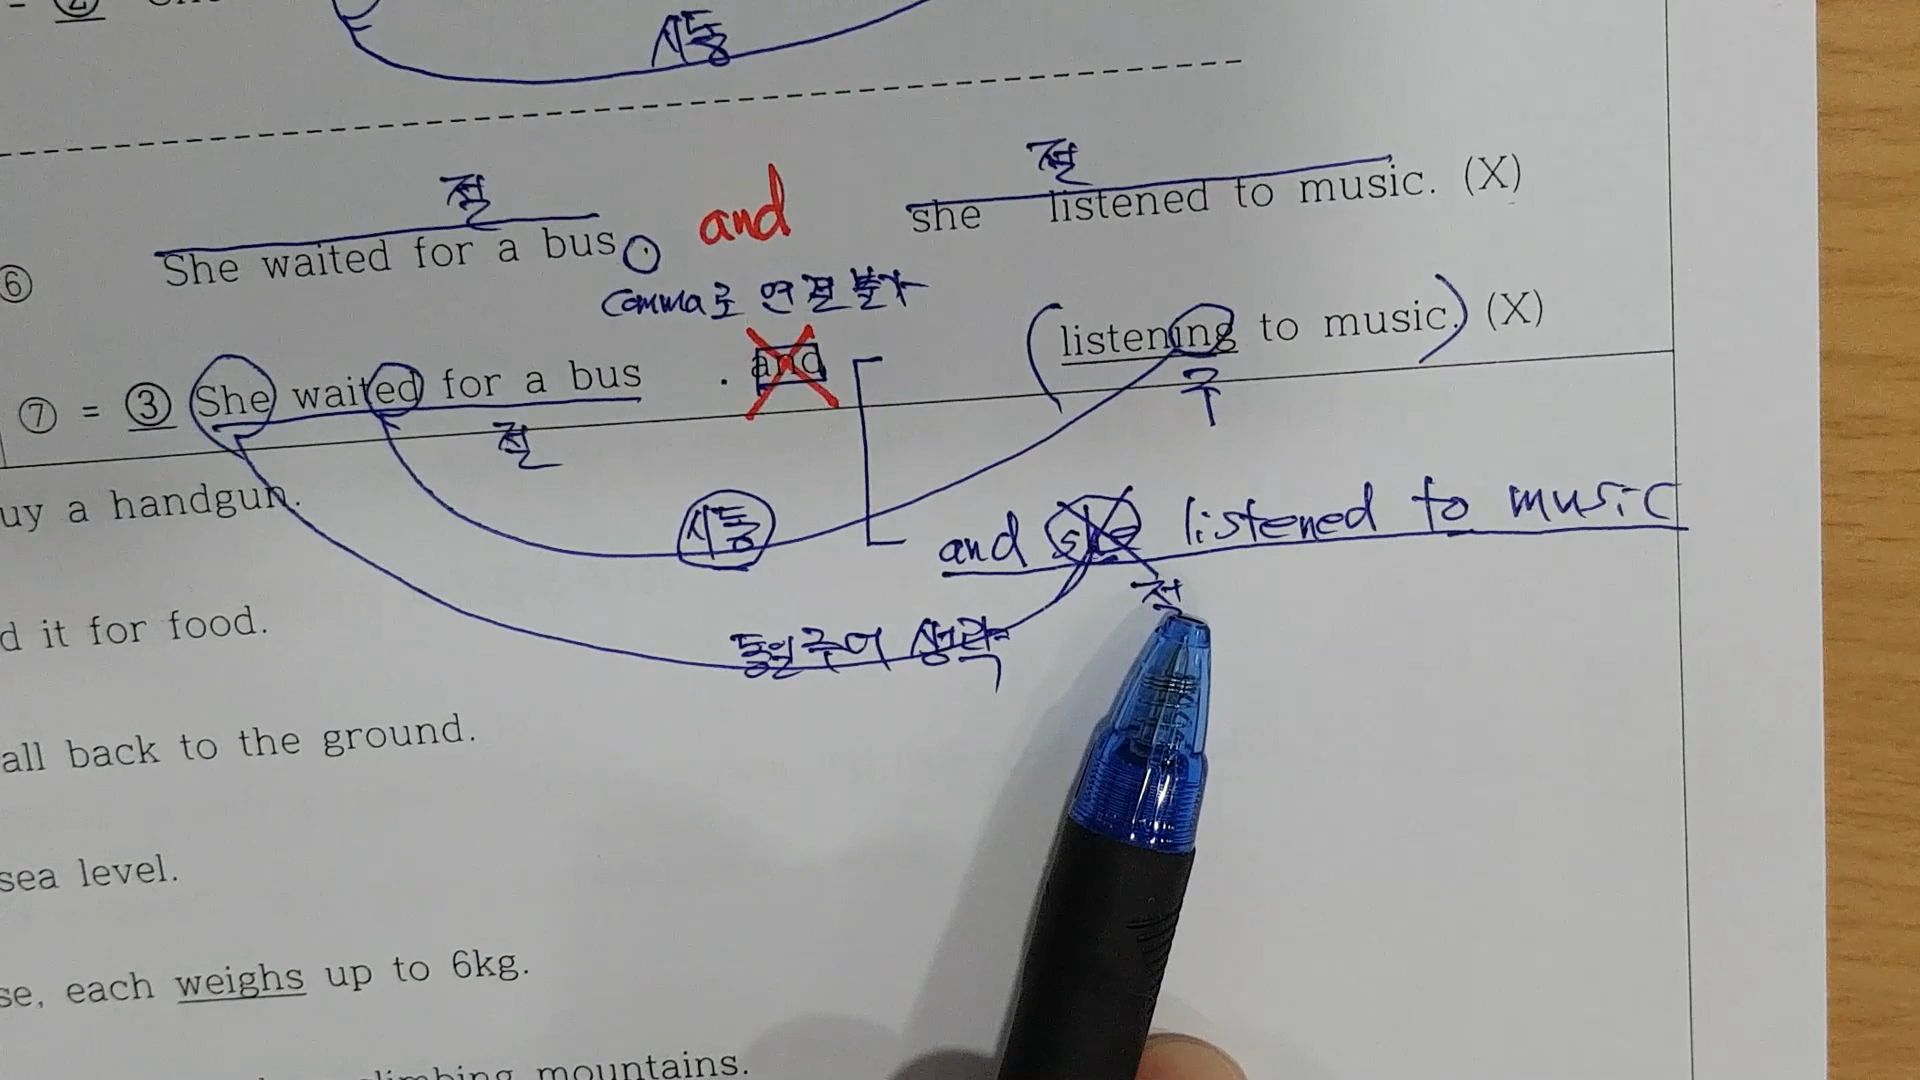 시동
절 절
⑥ She waited for a bus. and she listened to music. (X)
comma로 연결 불가
⑦ = ③ She waited for a bus . and listening to music. (X)
절 구
uy a handgun.
시동
and she listened to music
절
d it for food.
동일주어 생략
all back to the ground.
sea level.
se, each weighs up to 6kg.
mountains.